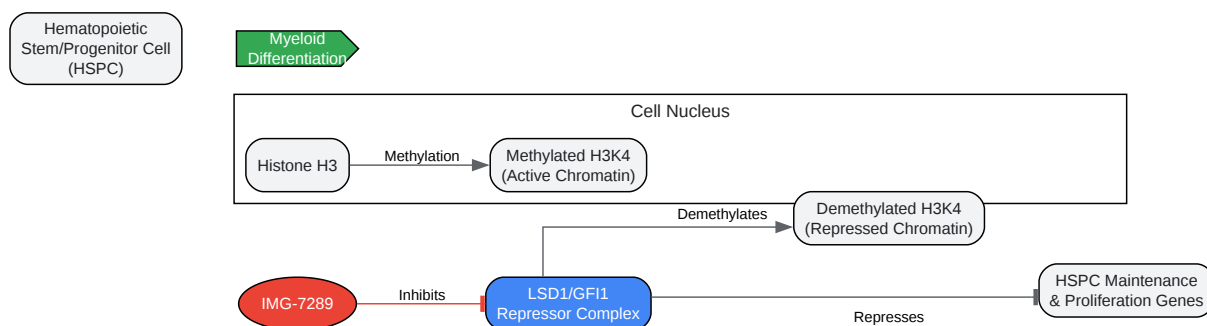 Hematopoietic
Stem/Progenitor Cell
(HSPC)
Myeloid
Differentiation
Cell Nucleus
Histone H3
Methylation
Methylated H3K4
(Active Chromatin)
Demethylates
Demethylated H3K4
(Repressed Chromatin)
IMG-7289
Inhibits
LSD1/GFI1
Repressor Complex
Represses
HSPC Maintenance
& Proliferation Genes